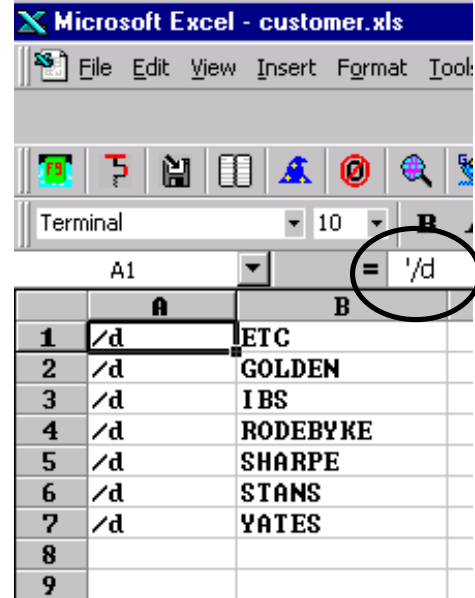 Microsoft Excel - customer.xls
File Edit View Insert Format Tools
F9
Terminal 10 B
A1 = '/d
A B
1 /d ETC
2 /d GOLDEN
3 /d IBS
4 /d RODEBYKE
5 /d SHARPE
6 /d STANS
7 /d YATES
8
9